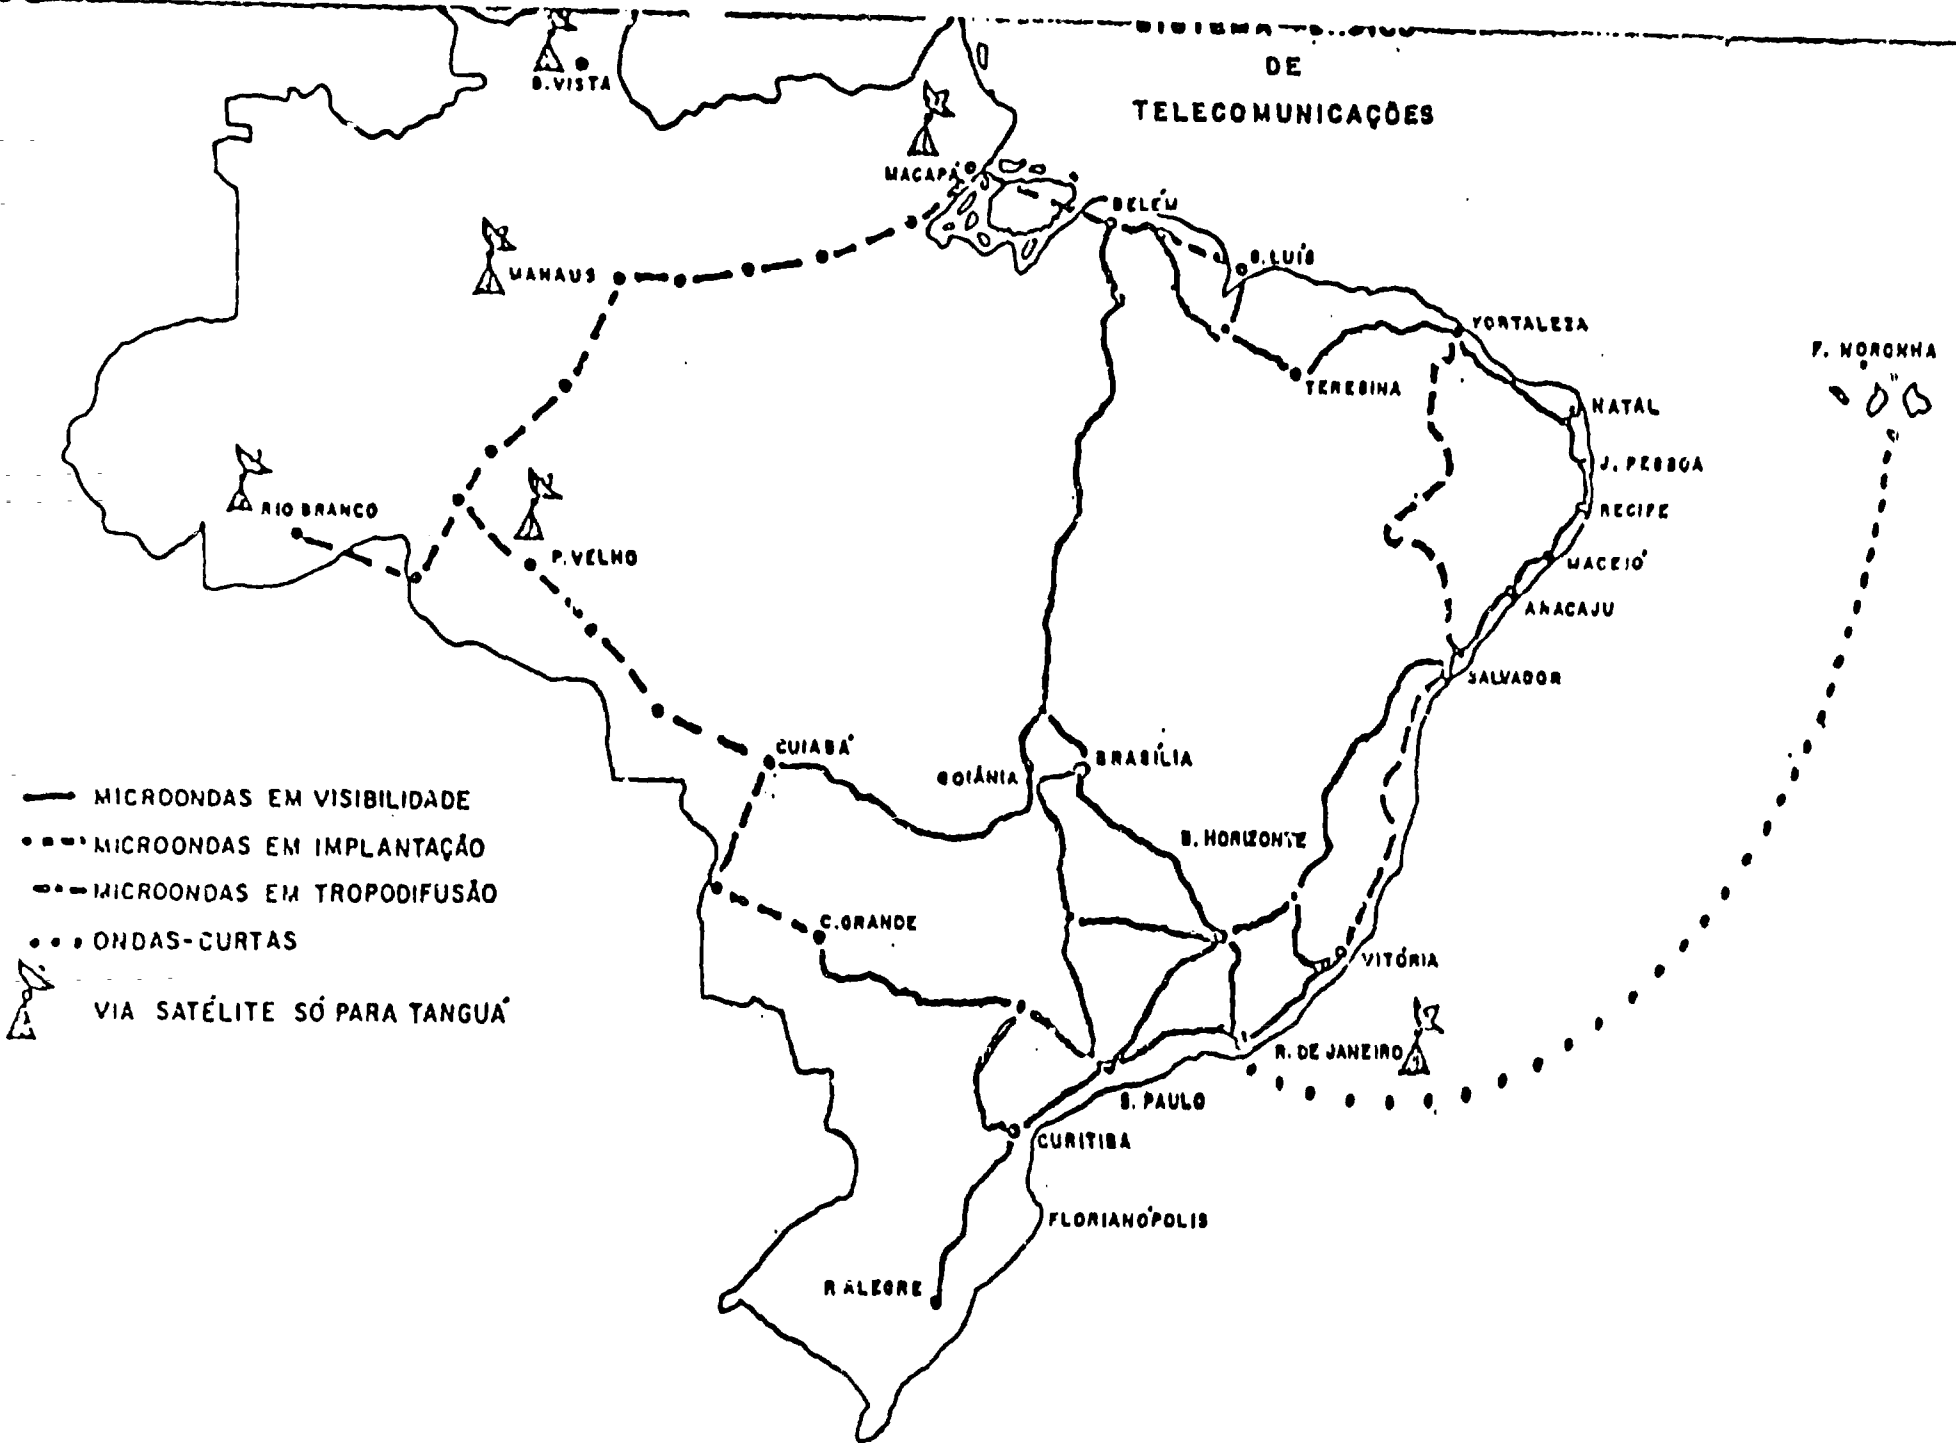 SISTEMA
DE
TELECOMUNICAÇÕES
B. VISTA
MACAPÁ
BELÉM
MANAUS
S. LUÍS
FORTALEZA
F. NORONHA
TERESINA
NATAL
J. PESSOA
RIO BRANCO
RECIFE
P. VELHO
MACEIÓ
ARACAJU
SALVADOR
CUIABÁ
BRASÍLIA
GOIÂNIA
MICROONDAS EM VISIBILIDADE
B. HORIZONTE
MICROONDAS EM IMPLANTAÇÃO
MICROONDAS EM TROPODIFUSÃO
C. GRANDE
ONDAS-CURTAS
VITÓRIA
VIA SATÉLITE SÓ PARA TANGUÁ
R. DE JANEIRO
S. PAULO
CURITIBA
FLORIANÓPOLIS
P. ALEGRE